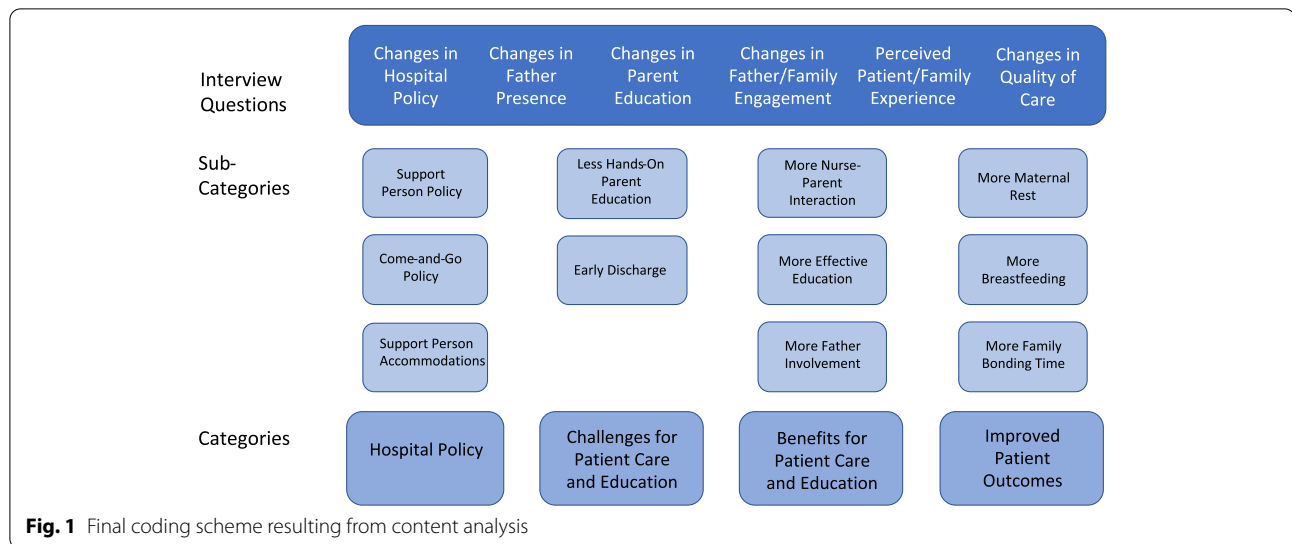 Interview
Questions
Changes in
Hospital
Policy
Changes in
Father
Presence
Changes in
Parent
Education
Changes in
Father/Family
Engagement
Perceived
Patient/Family
Experience
Changes in
Quality of
Care
Sub-
Categories
Support
Person Policy
Less Hands-On
Parent
Education
More Nurse-
Parent
Interaction
More Maternal
Rest
Come-and-Go
Policy
Early Discharge
More Effective
Education
More
Breastfeeding
Support Person
Accommodations
More Father
Involvement
More Family
Bonding Time
Categories
Hospital Policy
Challenges for
Patient Care
and Education
Benefits for
Patient Care
and Education
Improved
Patient
Outcomes
Fig. 1 Final coding scheme resulting from content analysis